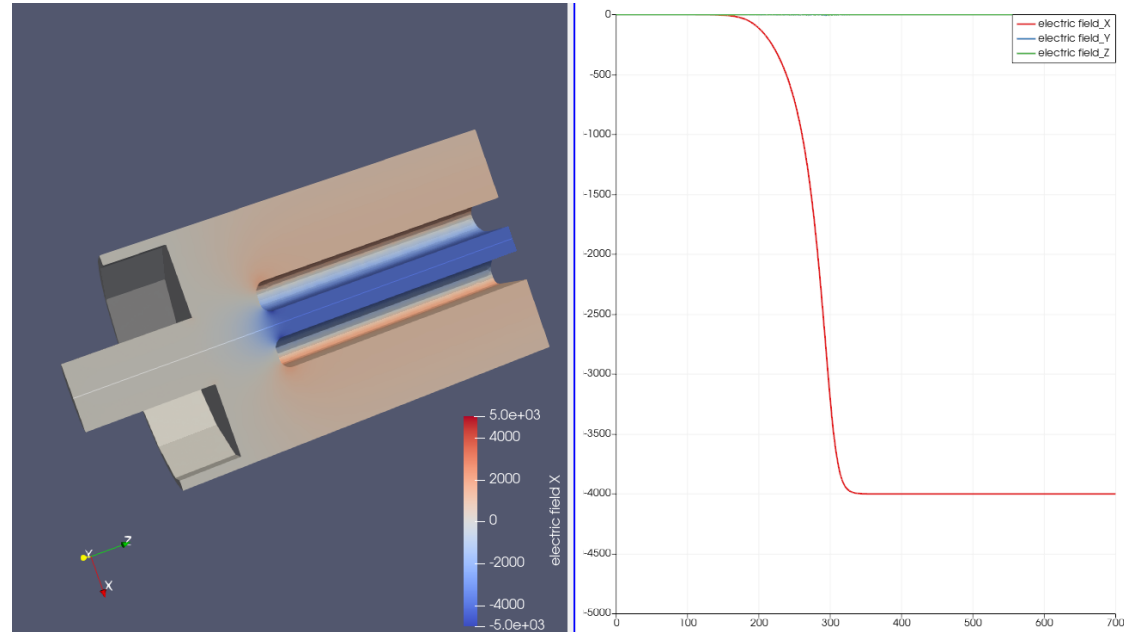 5.0e+03
4000
2000
0
-2000
-4000
-5.0e+03
electric field X
Y
Z
X
electric field_X
electric field_Y
electric field_Z
0
-500
-1000
-1500
-2000
-2500
-3000
-3500
-4000
-4500
-5000
0 100 200 300 400 500 600 700